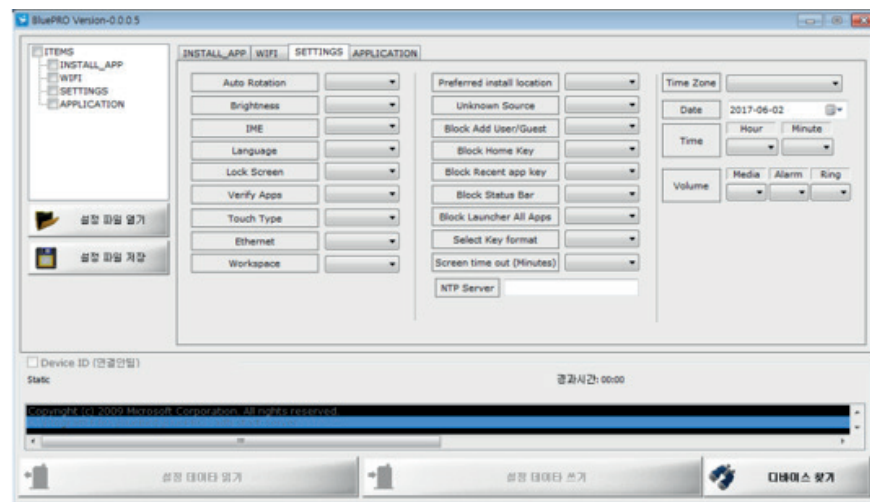 BluePRO Version-0.0.0.5
ITEMS
INSTALL_APP
WIFI
SETTINGS
APPLICATION
설정 파일 열기
설정 파일 저장
INSTALL_APP WIFI SETTINGS APPLICATION
Auto Rotation
Brightness
IME
Language
Lock Screen
Verify Apps
Touch Type
Ethernet
Workspace
Preferred install location
Unknown Source
Block Add User/Guest
Block Home Key
Block Recent app key
Block Status Bar
Block Launcher All Apps
Select Key format
Screen time out (Minutes)
NTP Server
Time Zone
Date 2017-06-02
Time Hour Minute
Volume Media Alarm Ring
Device ID (연결안됨)
Static 경과시간: 00:00
Copyright (c) 2009 Microsoft Corporation. All rights reserved.
설정 데이타 읽기 설정 데이타 쓰기 디바이스 찾기